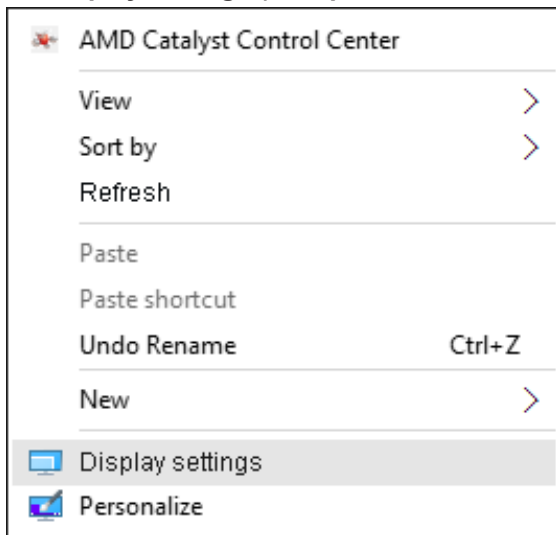 AMD Catalyst Control Center
View
Sort by
Refresh
Paste
Paste shortcut
Undo Rename Ctrl+Z
New
Display settings
Personalize